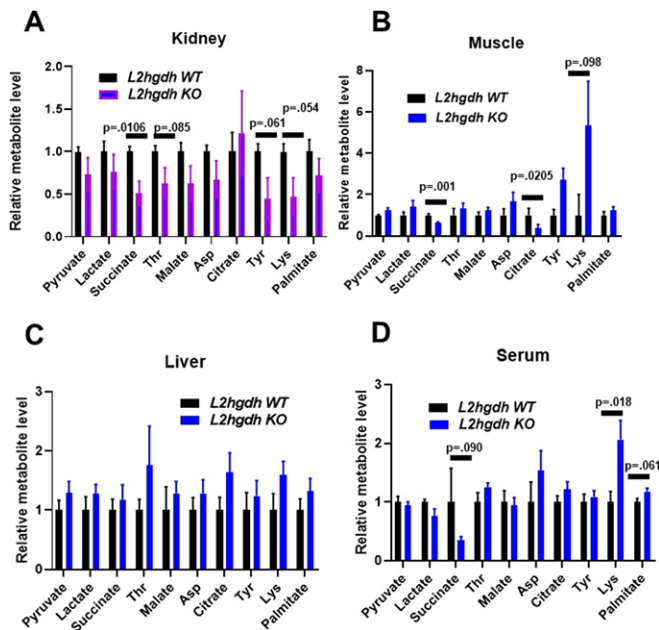 A
Kidney
Relative metabolite level
1.5
1.0
0.5
0.0
L2hgdh WT
L2hgdh KO
p=.0106
p=.085
p=.061
p=.054
Pyruvate
Lactate
Succinate
Thr
Malate
Asp
Citrate
Tyr
Lys
Palmitate
B
Muscle
Relative metabolite level
8
6
4
2
0
L2hgdh WT
L2hgdh KO
p=.001
p=.0205
p=.098
Pyruvate
Lactate
Succinate
Thr
Malate
Asp
Citrate
Tyr
Lys
Palmitate
C
Liver
Relative metabolite level
3
2
1
0
L2hgdh WT
L2hgdh KO
Pyruvate
Lactate
Succinate
Thr
Malate
Asp
Citrate
Tyr
Lys
Palmitate
D
Serum
Relative metabolite level
3
2
1
0
L2hgdh WT
L2hgdh KO
p=.090
p=.018
p=.061
Pyruvate
Lactate
Succinate
Thr
Malate
Asp
Citrate
Tyr
Lys
Palmitate